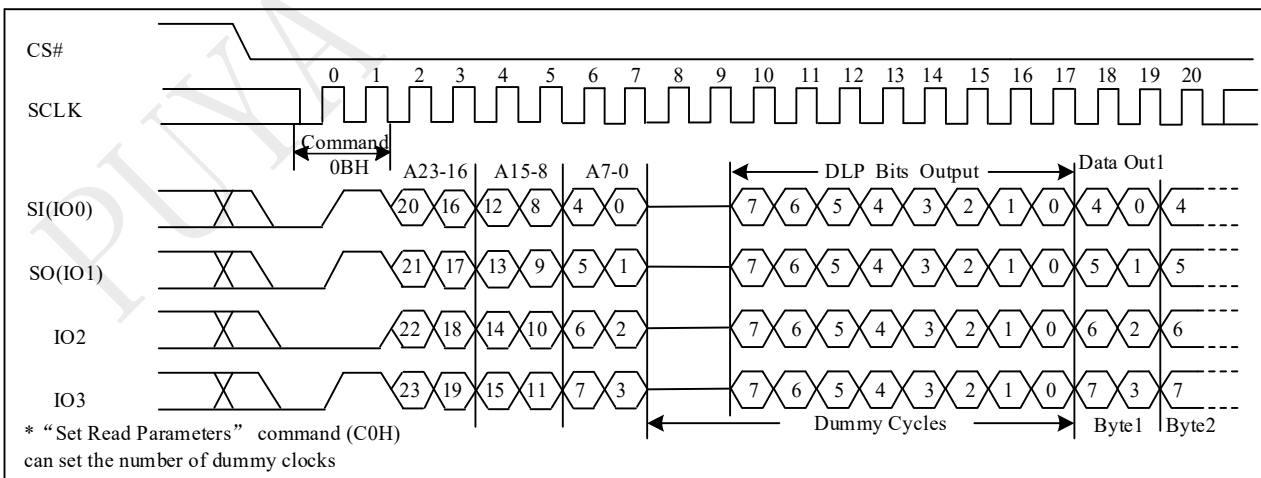 PUYA
CS#
0 1 2 3 4 5 6 7 8 9 10 11 12 13 14 15 16 17 18 19 20
SCLK
Command
0BH
A23-16 A15-8 A7-0 DLP Bits Output Data Out1
SI(IO0) 20 16 12 8 4 0 7 6 5 4 3 2 1 0 4 0 4
SO(IO1) 21 17 13 9 5 1 7 6 5 4 3 2 1 0 5 1 5
IO2 22 18 14 10 6 2 7 6 5 4 3 2 1 0 6 2 6
IO3 23 19 15 11 7 3 7 6 5 4 3 2 1 0 7 3 7
Dummy Cycles Byte1 Byte2
* “Set Read Parameters” command (C0H)
can set the number of dummy clocks